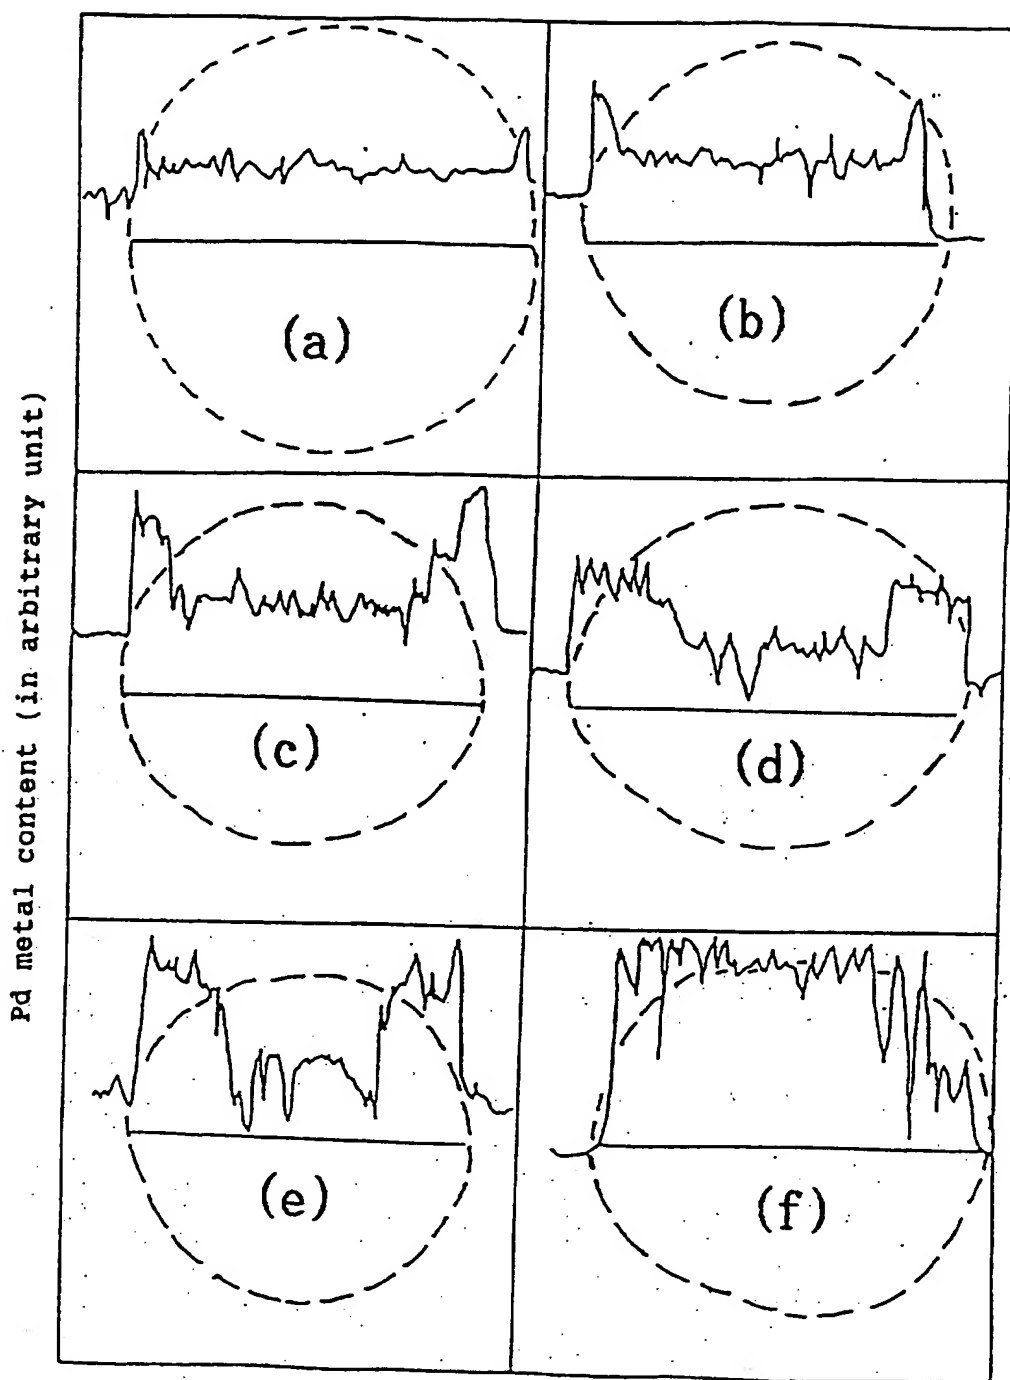 Pd metal content (in arbitrary unit)
(a)
(b)
(c)
(d)
(e)
(f)